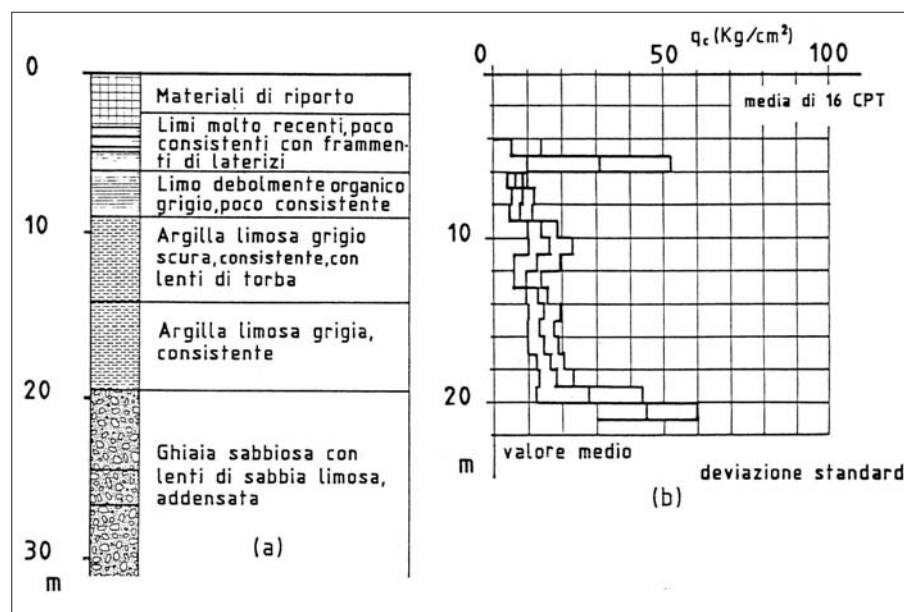 0
10
20
30
m
Materiali di riporto
Limi molto recenti, poco
consistenti con frammen-
ti di laterizi
Limo debolmente organico
grigio, poco consistente
Argilla limosa grigio
scura, consistente, con
lenti di torba
Argilla limosa grigia,
consistente
Ghiaia sabbiosa con
lenti di sabbia limosa,
addensata
(a)
qc (Kg/cm²)
0 50 100
media di 16 CPT
10
20
m
valore medio
deviazione standard
(b)